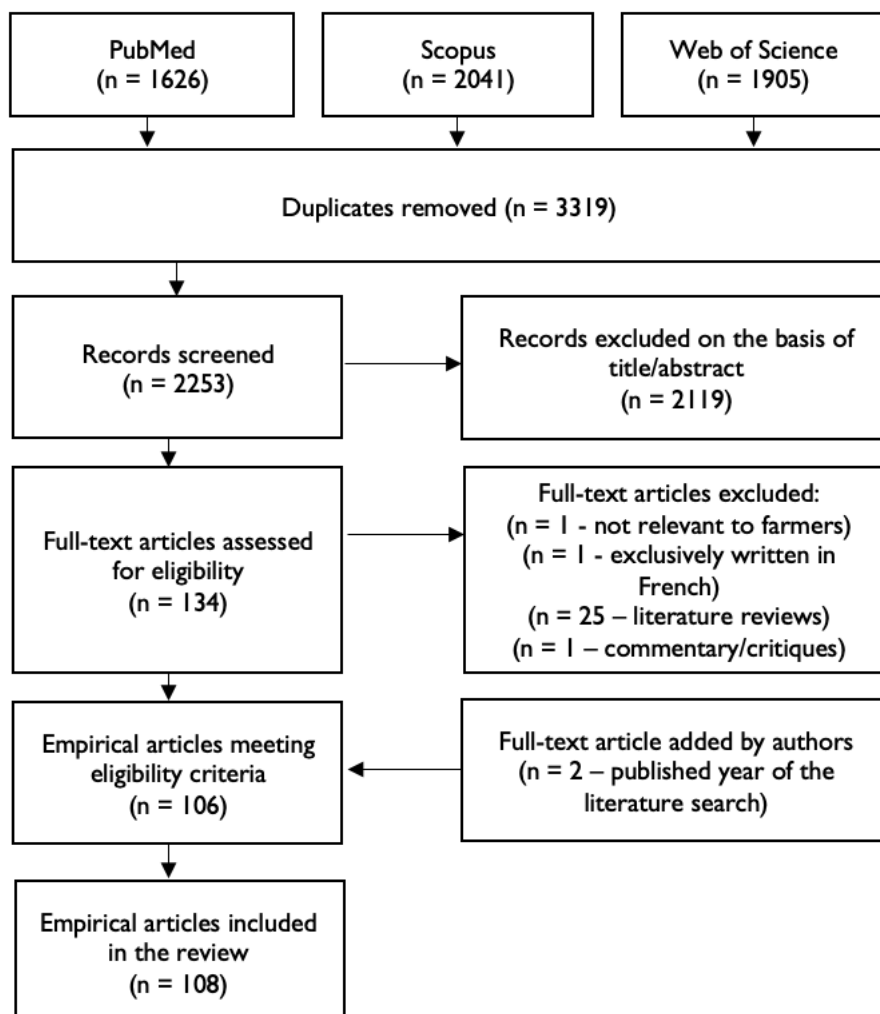 PubMed
(n = 1626)
Scopus
(n = 2041)
Web of Science
(n = 1905)
Duplicates removed (n = 3319)
Records screened
(n = 2253)
Records excluded on the basis of
title/abstract
(n = 2119)
Full-text articles assessed
for eligibility
(n = 134)
Full-text articles excluded:
(n = 1 - not relevant to farmers)
(n = 1 - exclusively written in
French)
(n = 25 – literature reviews)
(n = 1 – commentary/critiques)
Empirical articles meeting
eligibility criteria
(n = 106)
Full-text article added by authors
(n = 2 – published year of the
literature search)
Empirical articles included
in the review
(n = 108)